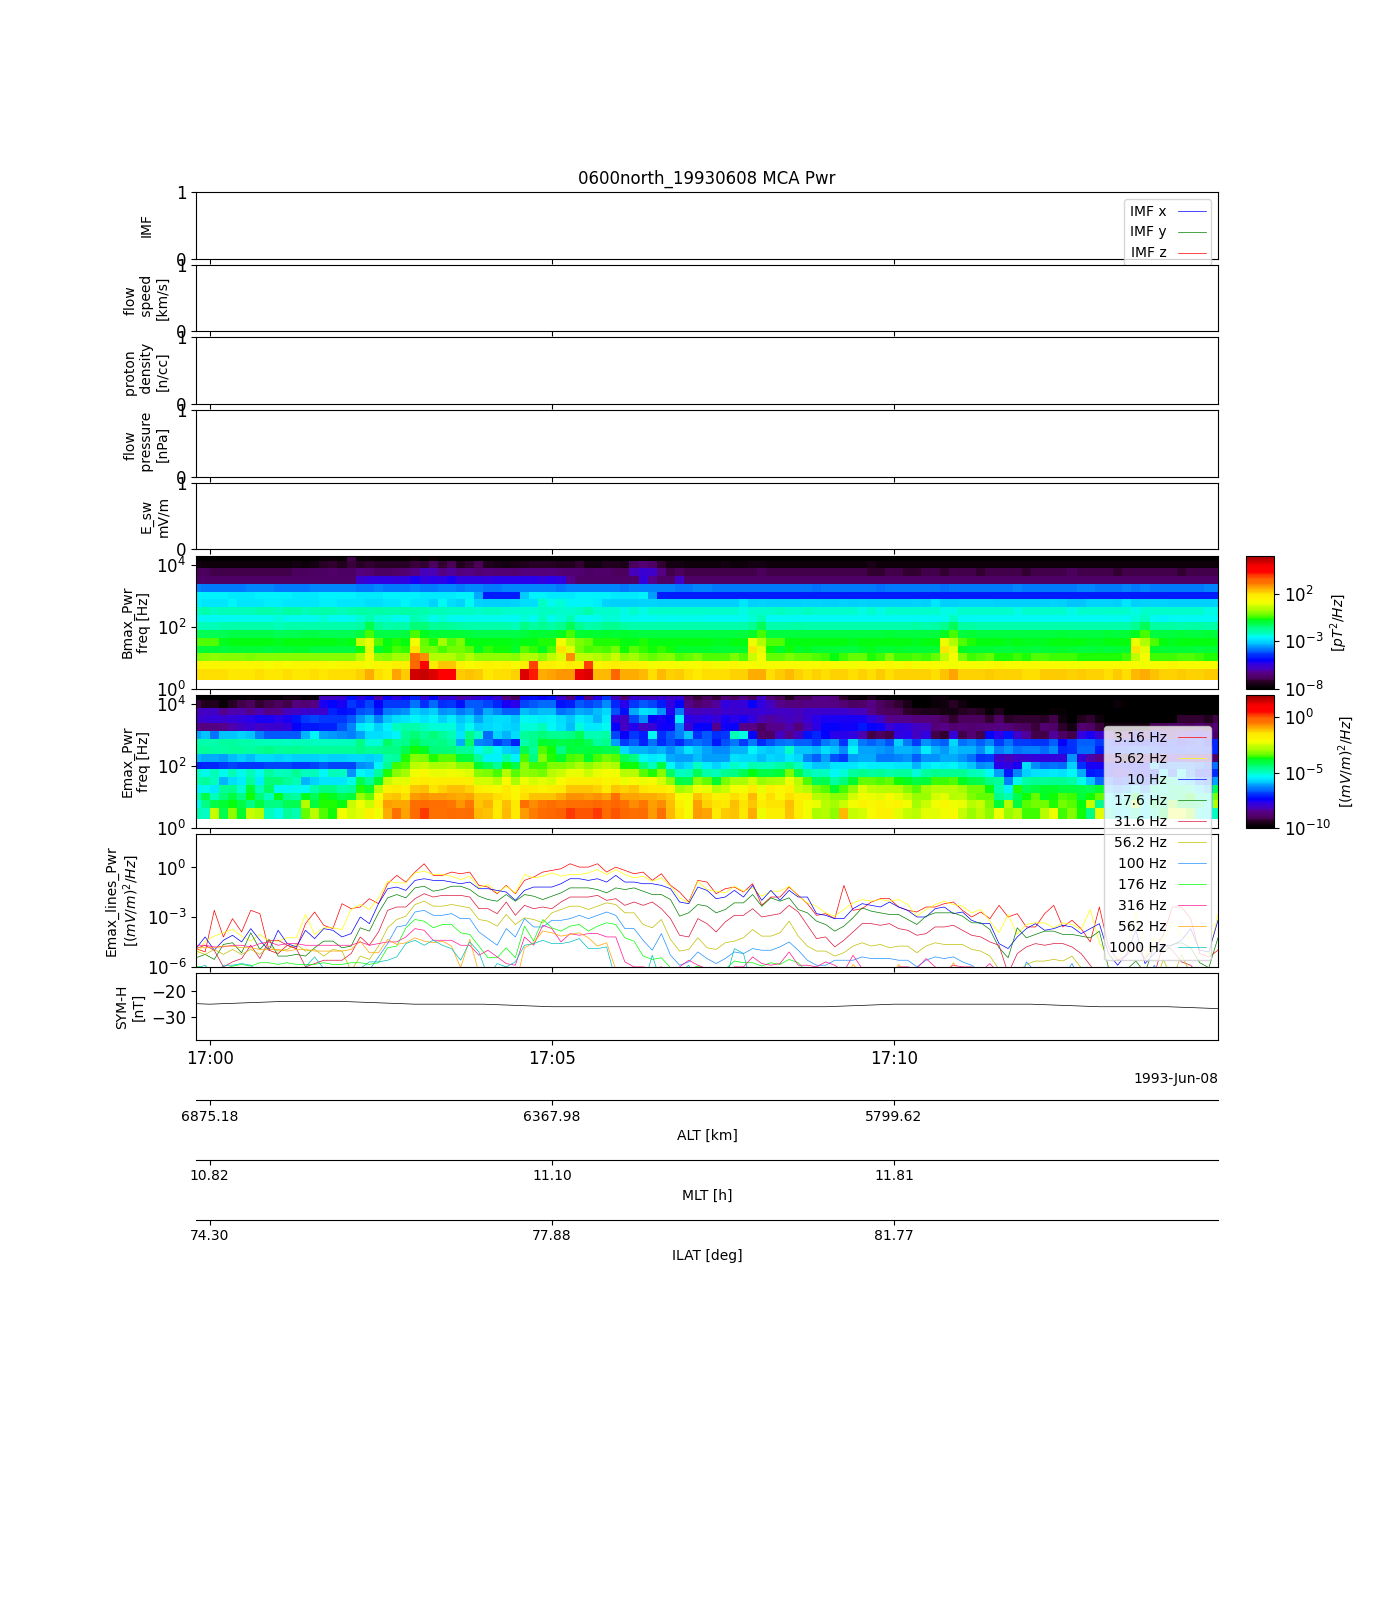 0600north_19930608 MCA Pwr
1
0
IMF
IMF x
IMF y
IMF z
1
0
flow
speed
[km/s]
1
0
proton
density
[n/cc]
1
0
flow
pressure
[nPa]
1
0
E_sw
mV/m
10^4
10^2
10^0
Bmax_Pwr
freq [Hz]
10^2
10^-3
10^-8
[pT^2/Hz]
10^4
10^2
10^0
Emax_Pwr
freq [Hz]
10^0
10^-5
10^-10
[(mV/m)^2/Hz]
3.16 Hz
5.62 Hz
10 Hz
17.6 Hz
31.6 Hz
56.2 Hz
100 Hz
176 Hz
316 Hz
562 Hz
1000 Hz
10^0
10^-3
10^-6
Emax_lines_Pwr
[(mV/m)^2/Hz]
−20
−30
SYM-H
[nT]
17:00 17:05 17:10
1993-Jun-08
6875.18 6367.98 5799.62
ALT [km]
10.82 11.10 11.81
MLT [h]
74.30 77.88 81.77
ILAT [deg]